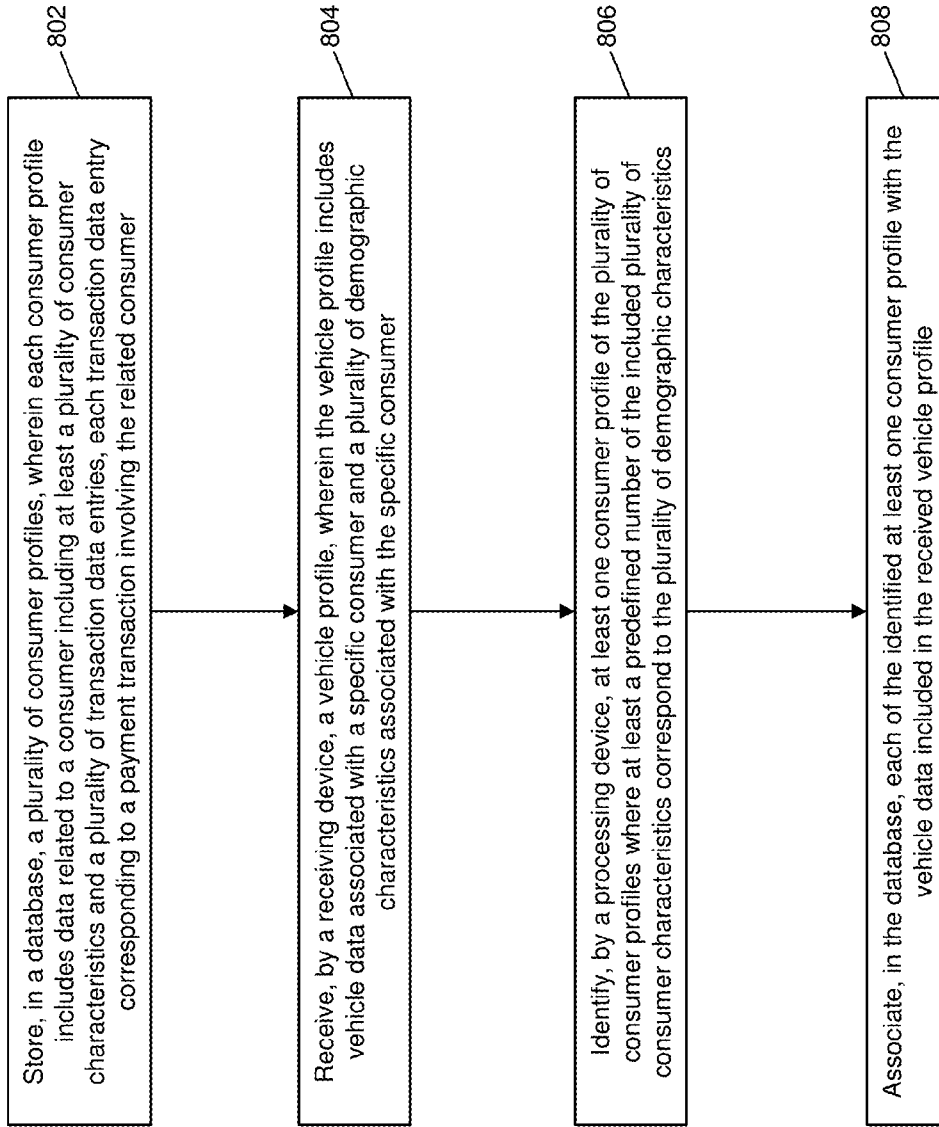 Store, in a database, a plurality of consumer profiles, wherein each consumer profile
includes data related to a consumer including at least a plurality of consumer
characteristics and a plurality of transaction data entries, each transaction data entry
corresponding to a payment transaction involving the related consumer
802
Receive, by a receiving device, a vehicle profile, wherein the vehicle profile includes
vehicle data associated with a specific consumer and a plurality of demographic
characteristics associated with the specific consumer
804
Identify, by a processing device, at least one consumer profile of the plurality of
consumer profiles where at least a predefined number of the included plurality of
consumer characteristics correspond to the plurality of demographic characteristics
806
Associate, in the database, each of the identified at least one consumer profile with the
vehicle data included in the received vehicle profile
808